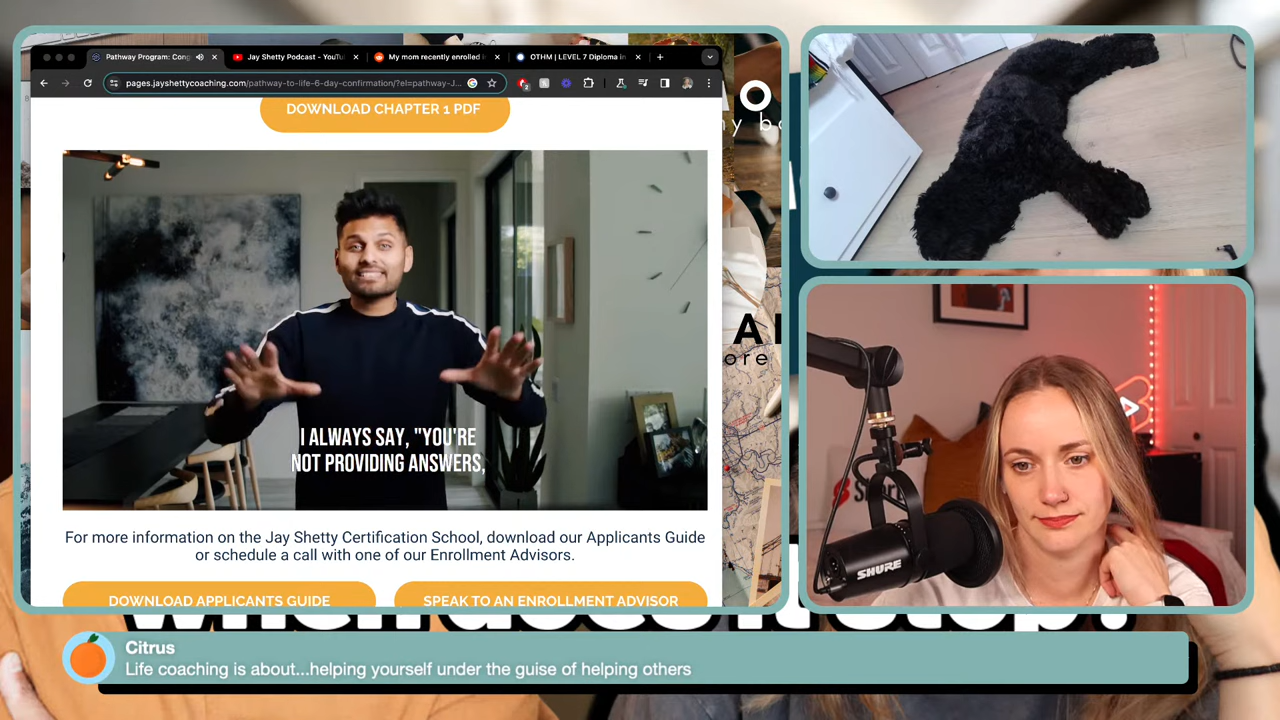 Pathway Program: Cong
Jay Shetty Podcast - YouTu
My mom recently enrolled i
OTHM | LEVEL 7 Diploma in
pages.jayshettycoaching.com/pathway-to-life-6-day-confirmation/?el=pathway-J...
DOWNLOAD CHAPTER 1 PDF
I ALWAYS SAY, "YOU'RE
NOT PROVIDING ANSWERS,
For more information on the Jay Shetty Certification School, download our Applicants Guide
or schedule a call with one of our Enrollment Advisors.
DOWNLOAD APPLICANTS GUIDE
SPEAK TO AN ENROLLMENT ADVISOR
SHURE
Citrus
Life coaching is about...helping yourself under the guise of helping others